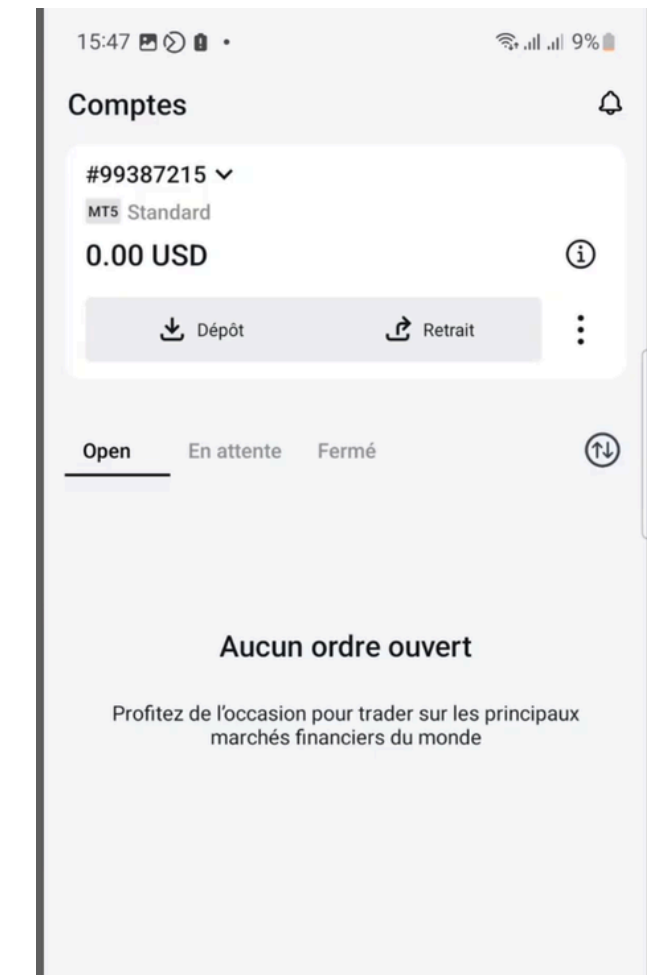 15:47 9%
Comptes
#99387215
MT5 Standard
0.00 USD
Dépôt Retrait
Open En attente Fermé
Aucun ordre ouvert
Profitez de l'occasion pour trader sur les principaux
marchés financiers du monde